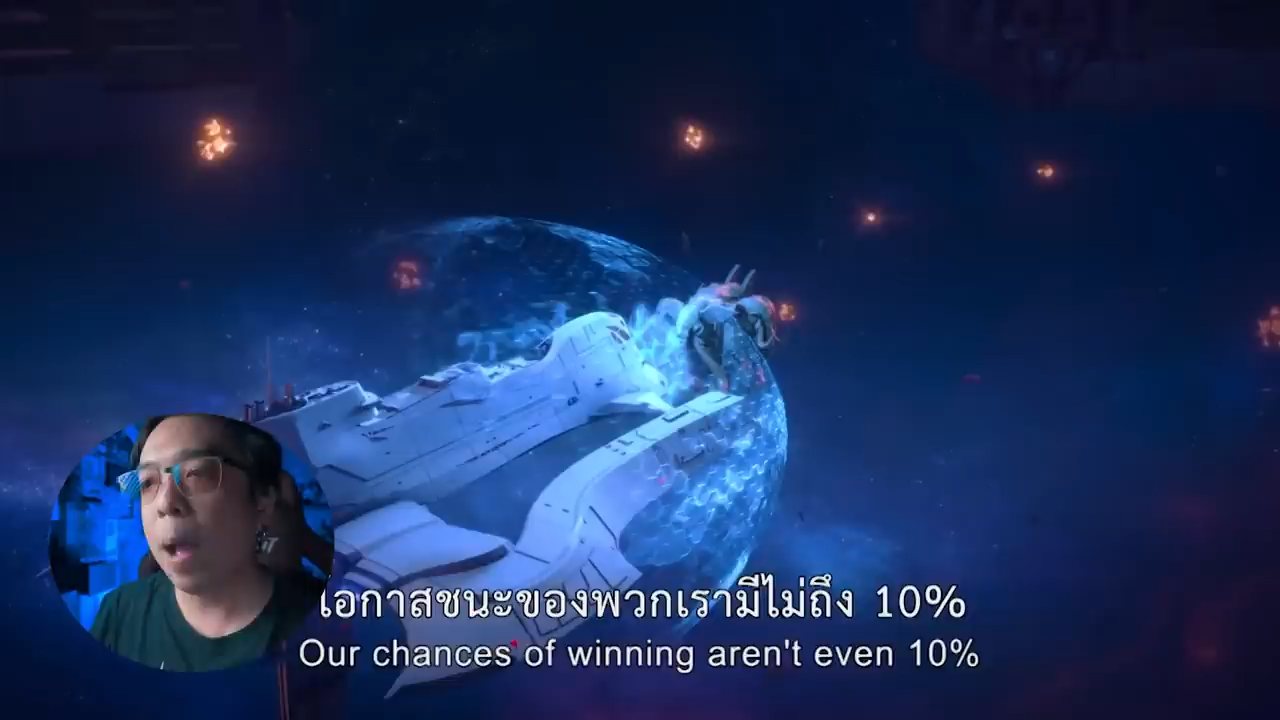 โอกาสชนะของพวกเรามีไม่ถึง 10%
Our chances of winning aren't even 10%